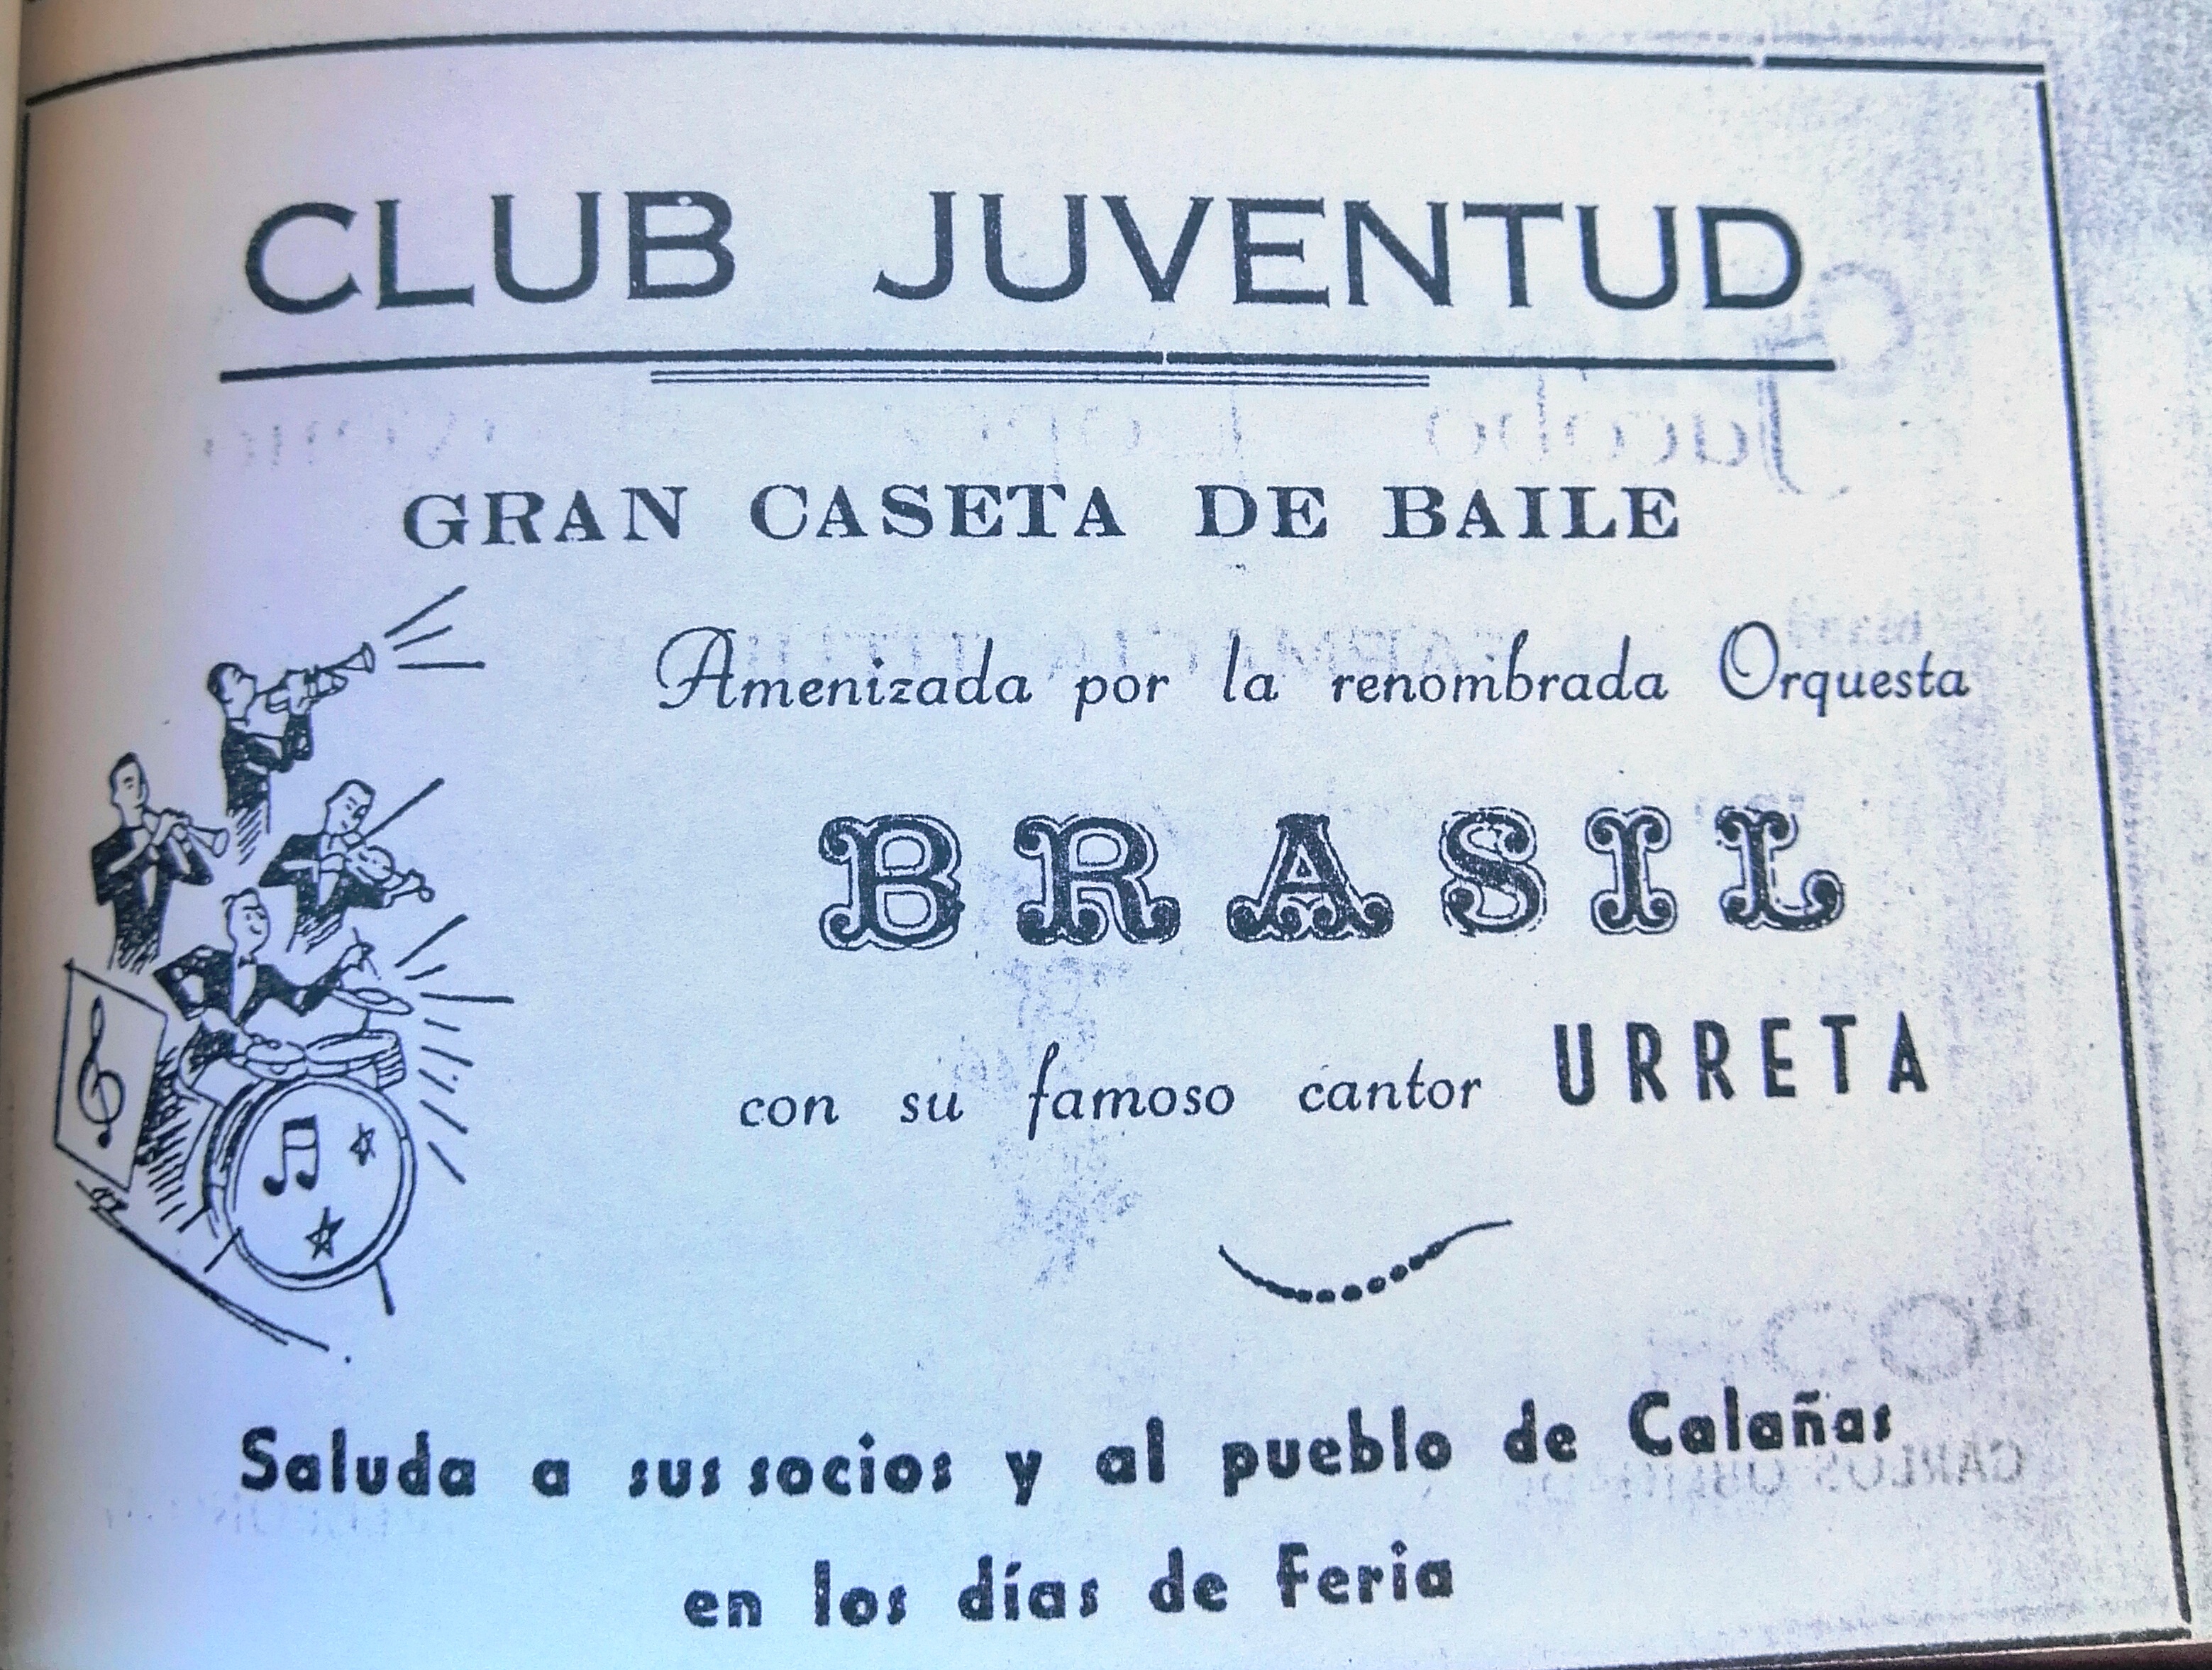 CLUB JUVENTUD
GRAN CASETA DE BAILE
Amenizada por la renombrada Orquesta
BRASIL
con su famoso cantor URRETA
Saluda a sus socios y al pueblo de Calañas
en los días de Feria